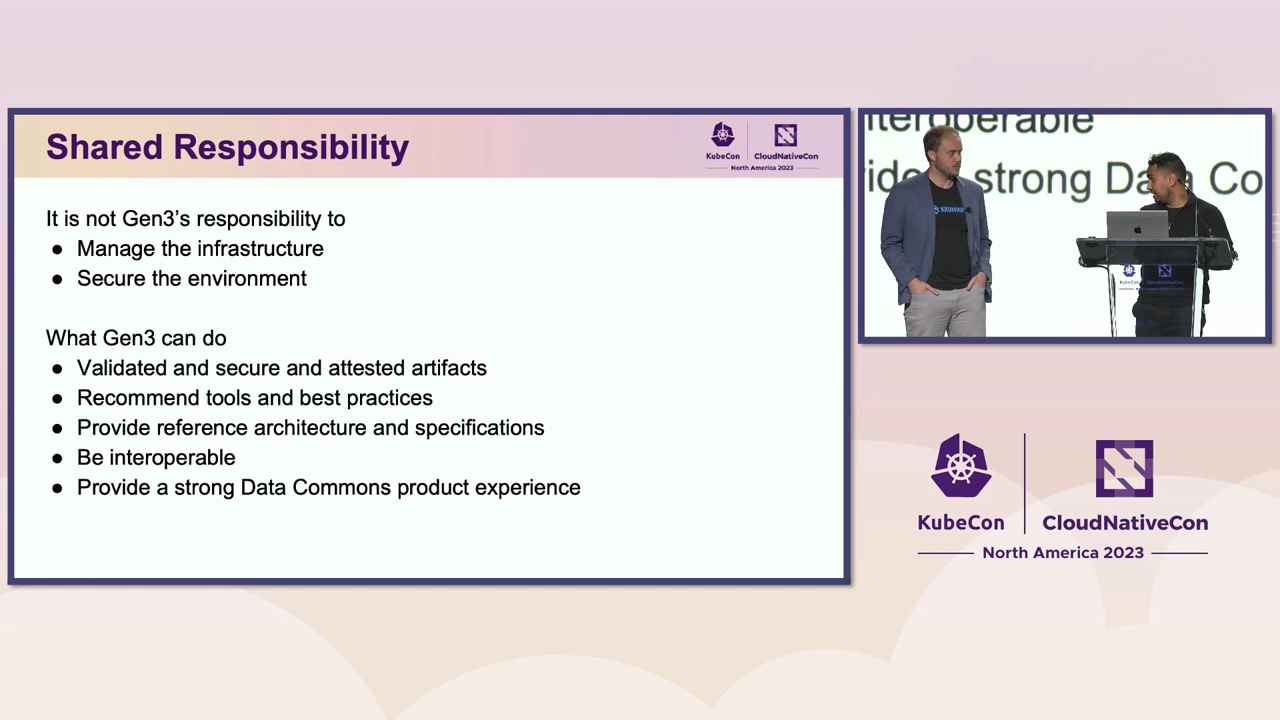 Shared Responsibility
KubeCon
CloudNativeCon
North America 2023
It is not Gen3’s responsibility to
● Manage the infrastructure
● Secure the environment
What Gen3 can do
● Validated and secure and attested artifacts
● Recommend tools and best practices
● Provide reference architecture and specifications
● Be interoperable
● Provide a strong Data Commons product experience
strong Data Co
KubeCon
CloudNativeCon
North America 2023